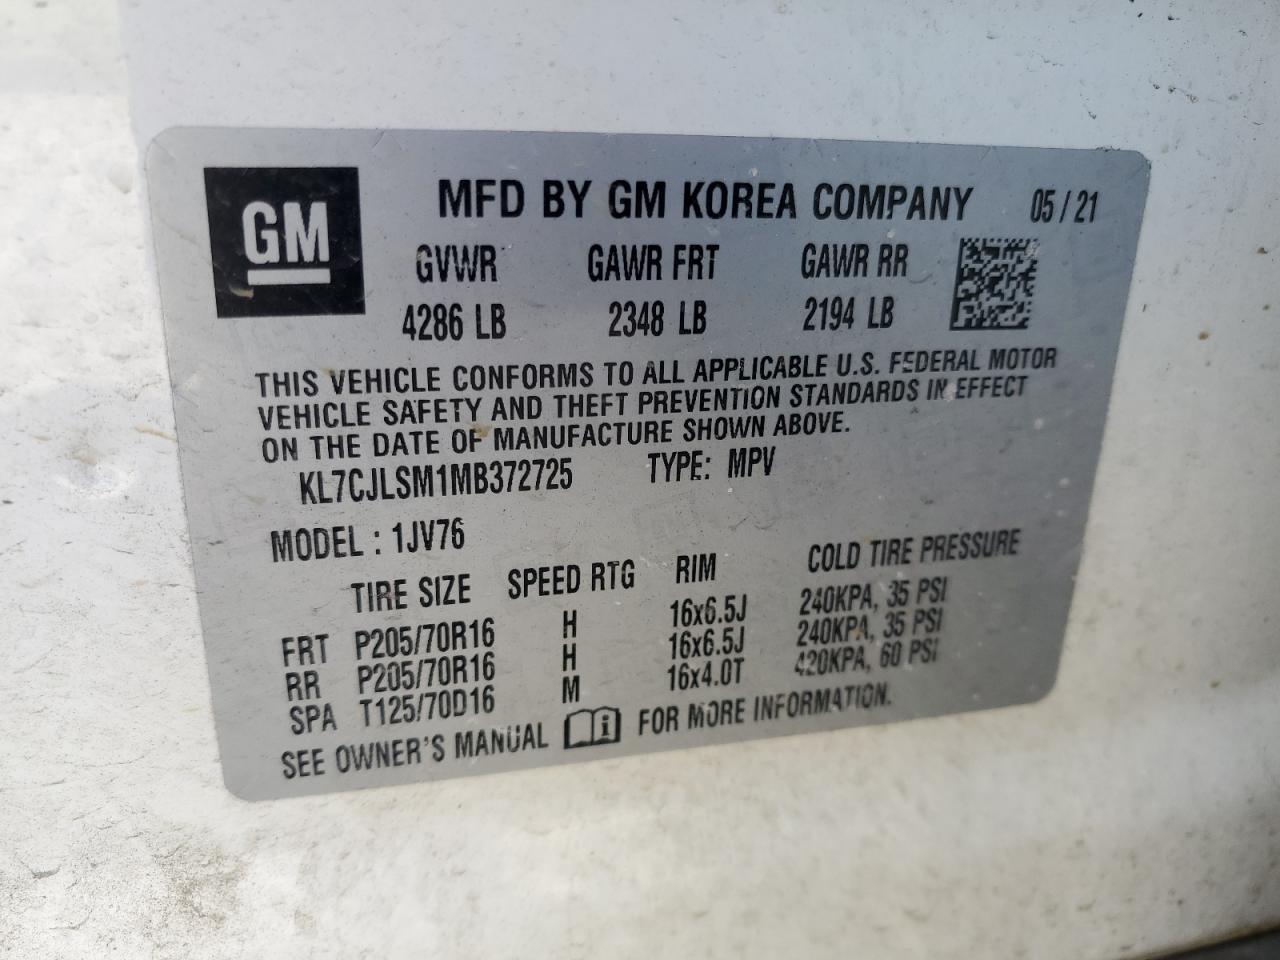 GM
MFD BY GM KOREA COMPANY 05/21
GVWR GAWR FRT GAWR RR
4286 LB 2348 LB 2194 LB
THIS VEHICLE CONFORMS TO ALL APPLICABLE U.S. FEDERAL MOTOR
VEHICLE SAFETY AND THEFT PREVENTION STANDARDS IN EFFECT
ON THE DATE OF MANUFACTURE SHOWN ABOVE.
KL7CJLSM1MB372725 TYPE: MPV
MODEL : 1JV76
TIRE SIZE SPEED RTG RIM COLD TIRE PRESSURE
FRT P205/70R16 H 16x6.5J 240KPA, 35 PSI
RR P205/70R16 H 16x6.5J 240KPA, 35 PSI
SPA T125/70D16 M 16x4.0T 420KPA, 60 PSI
SEE OWNER'S MANUAL i FOR MORE INFORMATION.